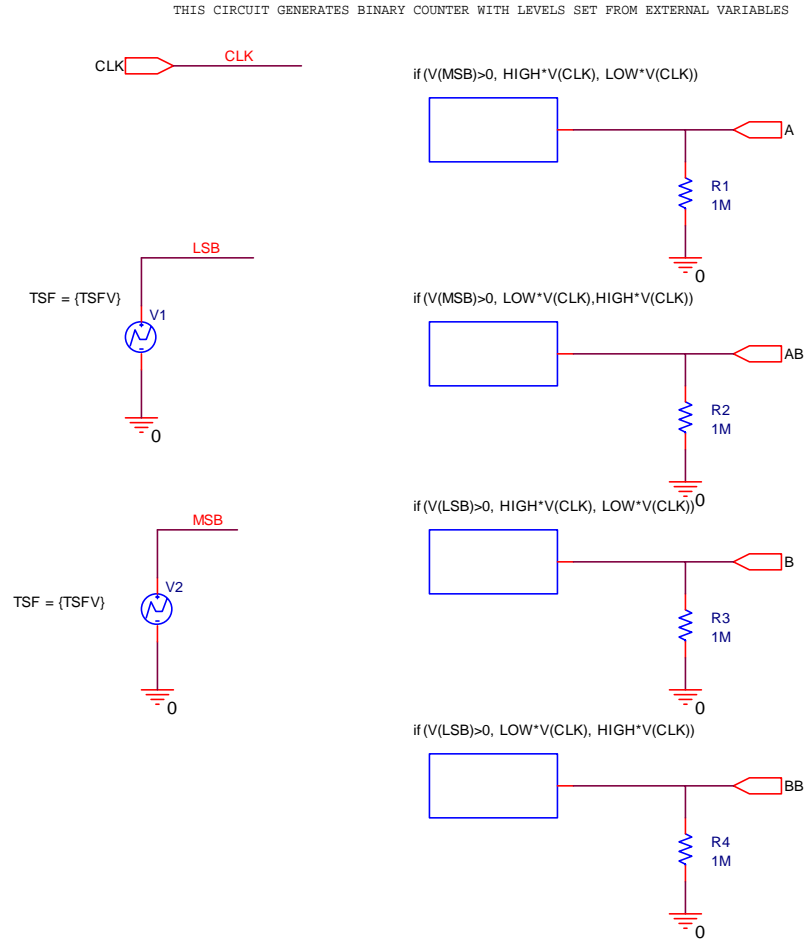 THIS CIRCUIT GENERATES BINARY COUNTER WITH LEVELS SET FROM EXTERNAL VARIABLES
CLK
CLK
if(V(MSB)>0, HIGH*V(CLK), LOW*V(CLK))
A
R1
1M
0
LSB
TSF = {TSFV}
V1
0
if(V(MSB)>0, LOW*V(CLK),HIGH*V(CLK))
AB
R2
1M
0
MSB
TSF = {TSFV}
V2
0
if(V(LSB)>0, HIGH*V(CLK), LOW*V(CLK))
B
R3
1M
0
if(V(LSB)>0, LOW*V(CLK), HIGH*V(CLK))
BB
R4
1M
0